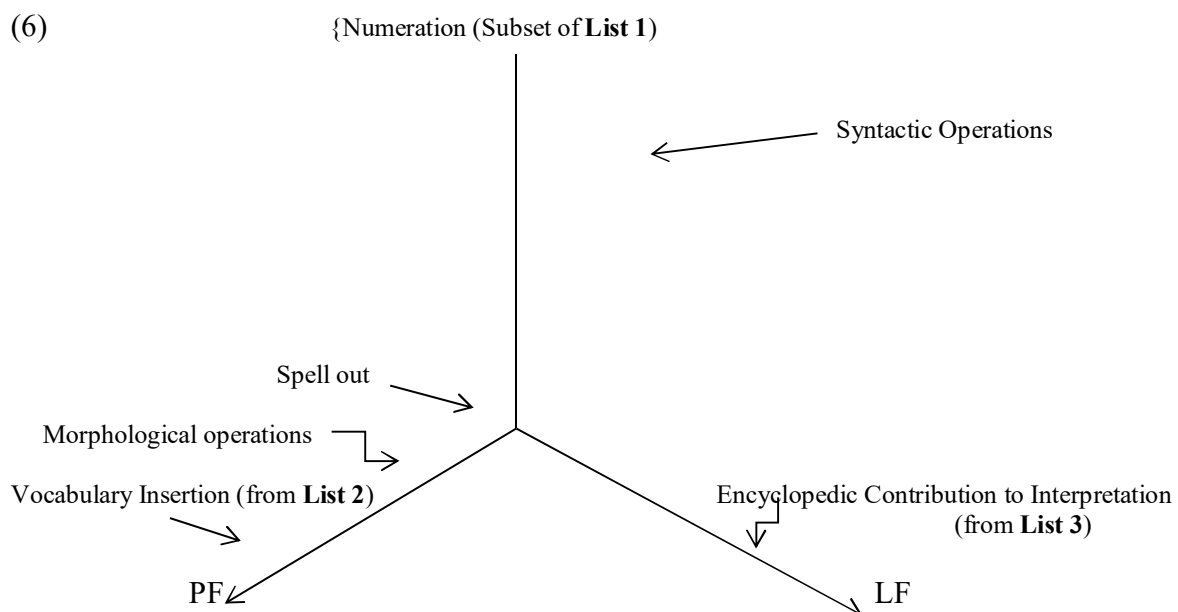 (6)
{Numeration (Subset of List 1)
Syntactic Operations
Spell out
Morphological operations
Vocabulary Insertion (from List 2)
Encyclopedic Contribution to Interpretation
(from List 3)
PF
LF